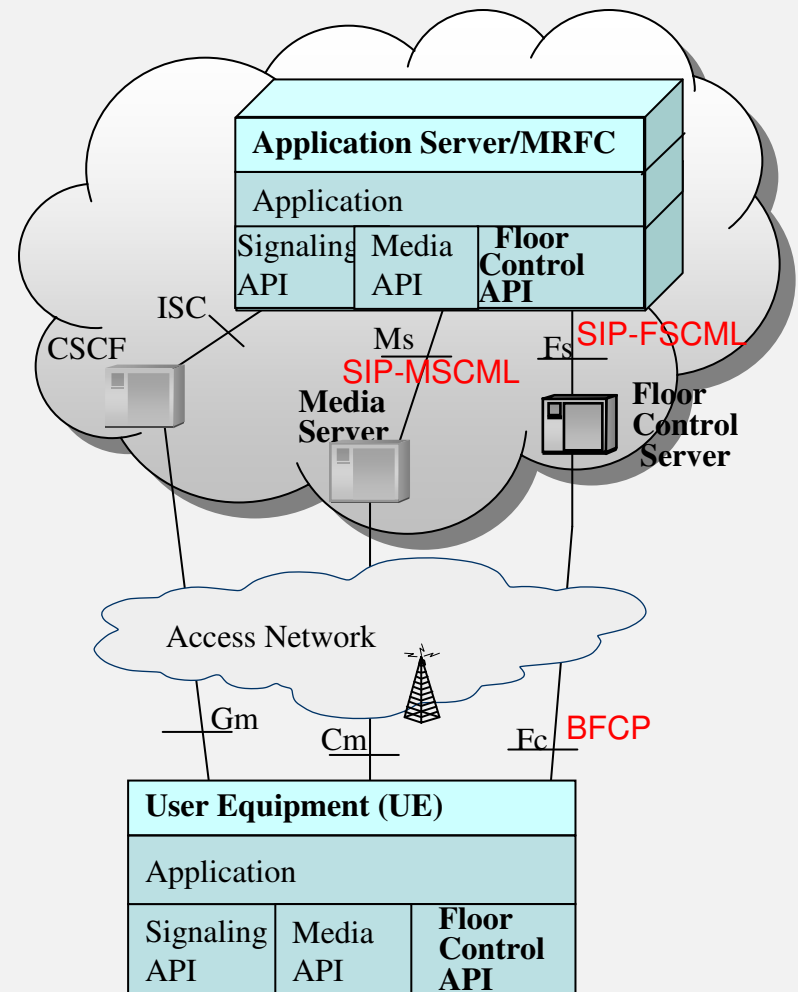 Application Server/MRFC
Application
Signaling
API
Media
API
Floor
Control
API
ISC
CSCF
Ms
SIP-MSCML
Fs
SIP-FSCML
Media
Server
Floor
Control
Server
Access Network
Gm
Cm
Fc
BFCP
User Equipment (UE)
Application
Signaling
API
Media
API
Floor
Control
API